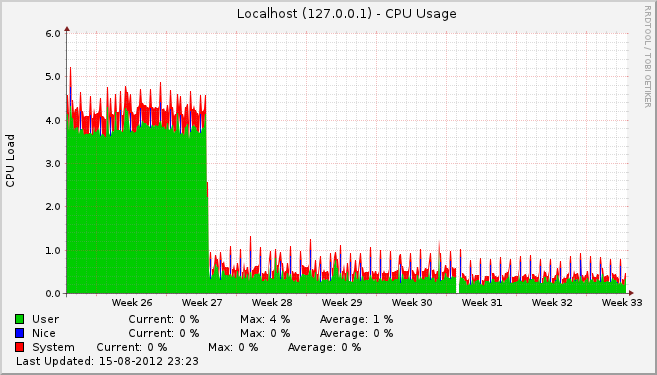 Localhost (127.0.0.1) - CPU Usage
RRDTOOL / TOBI OETIKER
CPU Load
6.0
5.0
4.0
3.0
2.0
1.0
0.0
Week 26 Week 27 Week 28 Week 29 Week 30 Week 31 Week 32 Week 33
User Current: 0 % Max: 4 % Average: 1 %
Nice Current: 0 % Max: 0 % Average: 0 %
System Current: 0 % Max: 0 % Average: 0 %
Last Updated: 15-08-2012 23:23